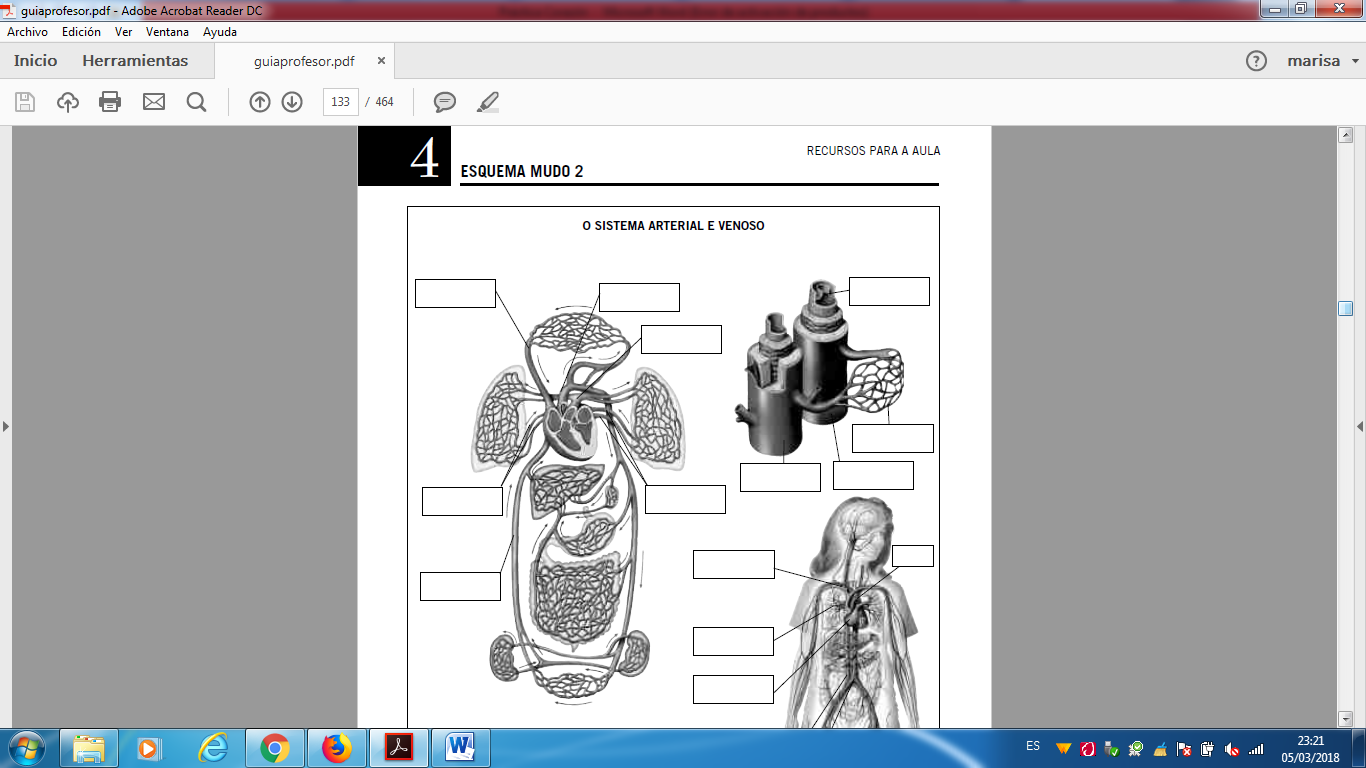 guiaprofesor.pdf - Adobe Acrobat Reader DC
Archivo Edición Ver Ventana Ayuda
Inicio Herramientas guiaprofesor.pdf × ? marisa
133 / 464
4
RECURSOS PARA A AULA
ESQUEMA MUDO 2
O SISTEMA ARTERIAL E VENOSO
ES
23:21
05/03/2018